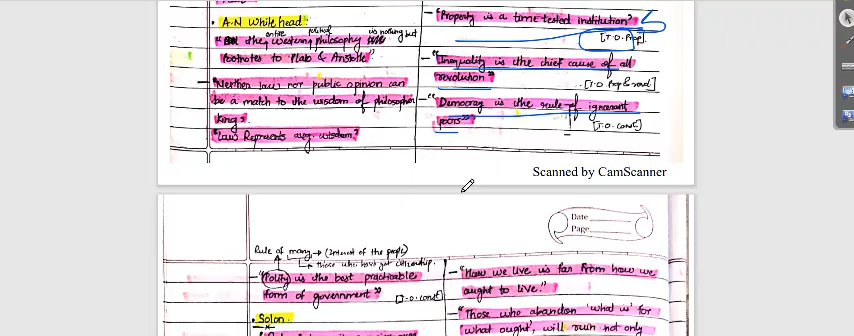 • A.N Whitehead:
entire political is nothing but
"All the western philosophy
footnotes to Plato & Aristotle"
– "Neither law nor public opinion can
be a match to the wisdom of philosopher
king"
"Law Represents avg. wisdom"
– "Property is a time tested institution"
[T.O. Prop]
– "Inequality is the chief cause of all
revolution"
[T.O. Prop & revol]
– "Democracy is the rule of ignorant
poors"
[T.O. const]
Scanned by CamScanner
Date
Page
Rule of many → (Interest of the people)
→ those who have got citizenship.
"Polity is the best practicable
form of government"
[T.O. const]
• Solon
– "How we live is far from how we
ought to live."
"Those who abandon 'what is' for
'what ought', will ruin not only